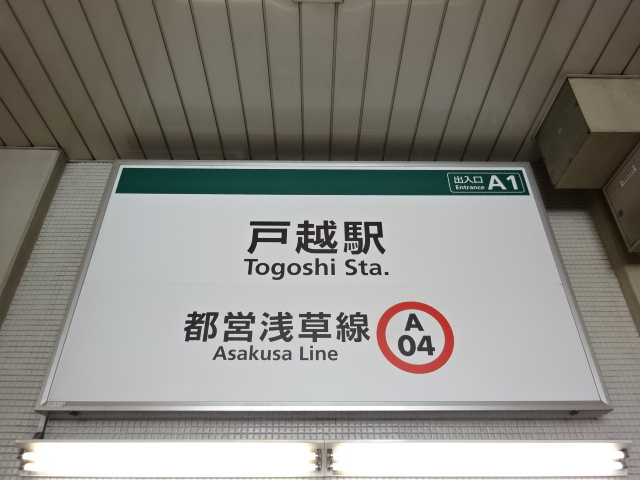 出入口
Entrance
A1
戸越駅
Togoshi Sta.
都営浅草線
Asakusa Line
A
04